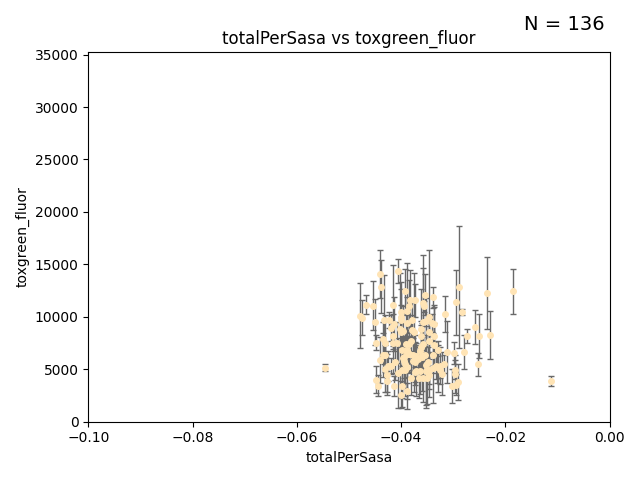 N = 136
totalPerSasa vs toxgreen_fluor
35000
30000
25000
20000
15000
10000
5000
0
toxgreen_fluor
−0.10 −0.08 −0.06 −0.04 −0.02 0.00
totalPerSasa